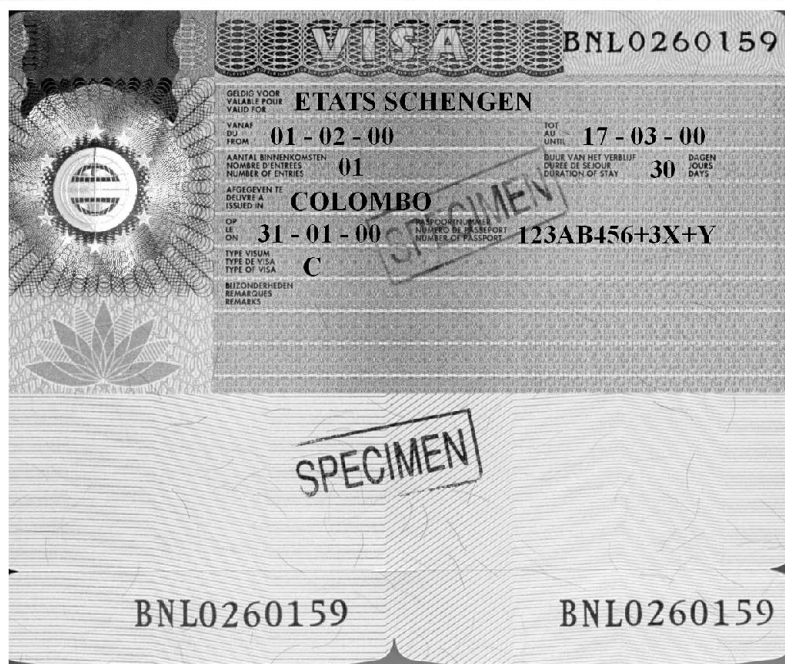 VISA BNL0260159
GELDIG VOOR
VALABLE POUR
VALID FOR
ETATS SCHENGEN
VANAF
DU
FROM
01 - 02 - 00
TOT
AU
UNTIL
17 - 03 - 00
AANTAL BINNENKOMSTEN
NOMBRE D'ENTREES
NUMBER OF ENTRIES
01
DUUR VAN HET VERBLIJF
DUREE DE SEJOUR
DURATION OF STAY
30
DAGEN
JOURS
DAYS
AFGEGEVEN TE
DELIVRE A
ISSUED IN
COLOMBO
OP
LE
ON
31 - 01 - 00
PASPOORTNUMMER
NUMERO DE PASSEPORT
NUMBER OF PASSPORT
123AB456+3X+Y
SPECIMEN
TYPE VISUM
TYPE DE VISA
TYPE OF VISA
C
BIJZONDERHEDEN
REMARQUES
REMARKS
SPECIMEN
BNL0260159 BNL0260159